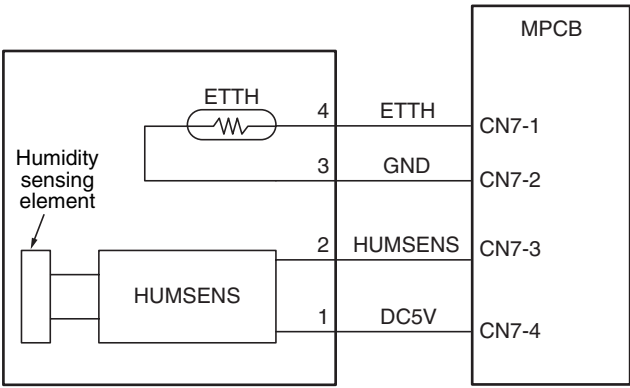 MPCB
ETTH
4
ETTH
CN7-1
3
GND
CN7-2
Humidity
sensing
element
2
HUMSENS
CN7-3
HUMSENS
1
DC5V
CN7-4